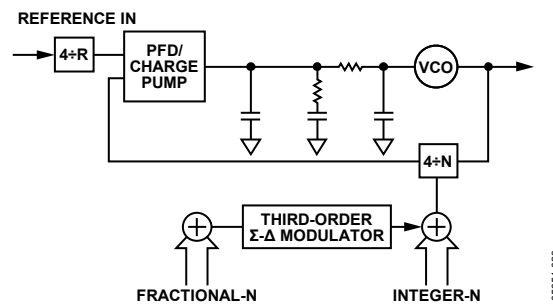 REFERENCE IN
4÷R
PFD/
CHARGE
PUMP
VCO
4÷N
THIRD-ORDER
Σ-Δ MODULATOR
FRACTIONAL-N
INTEGER-N